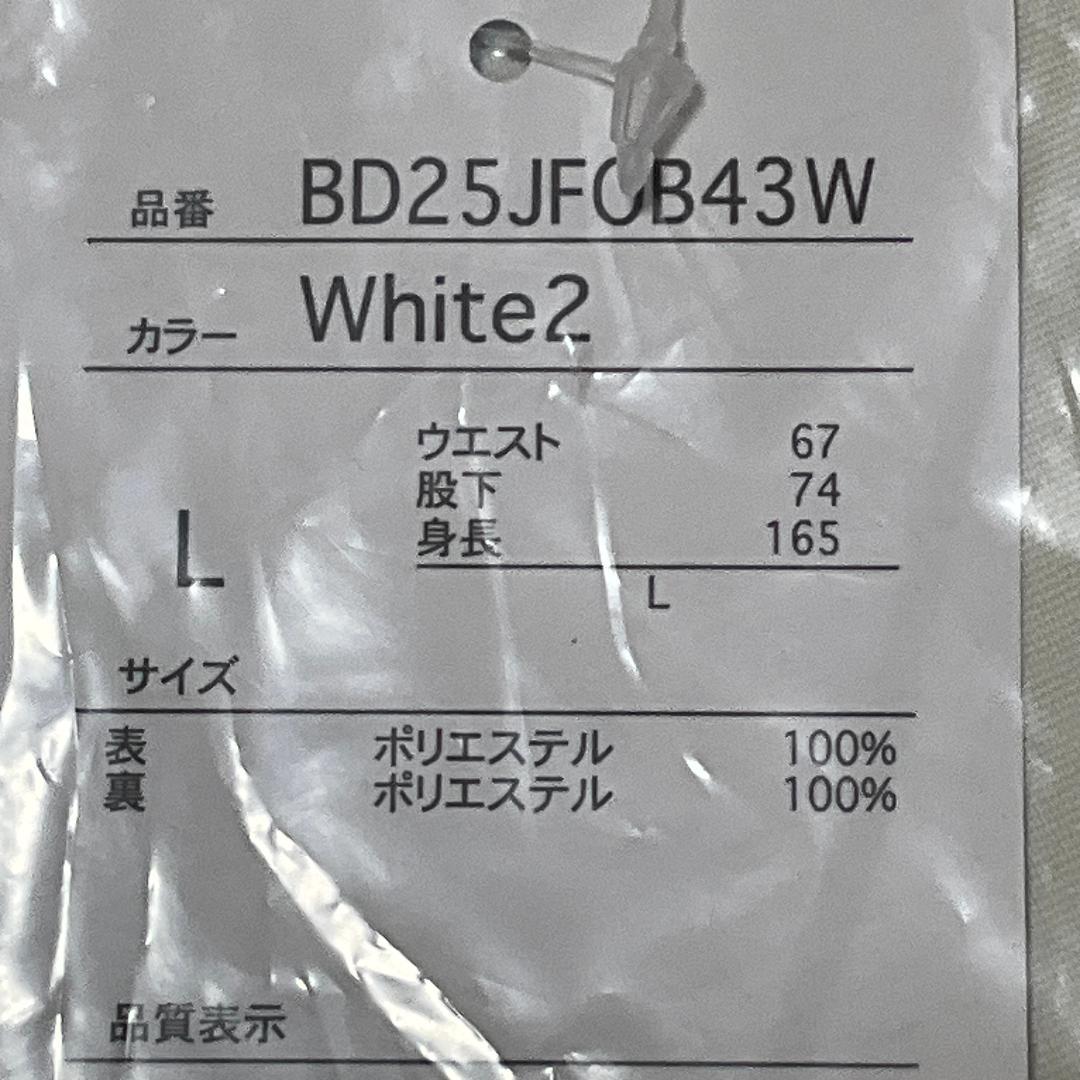 品番 BD25JFOB43W
カラー White2
ウエスト 67
股下 74
身長 165
L
L
サイズ
表 ポリエステル 100%
裏 ポリエステル 100%
品質表示